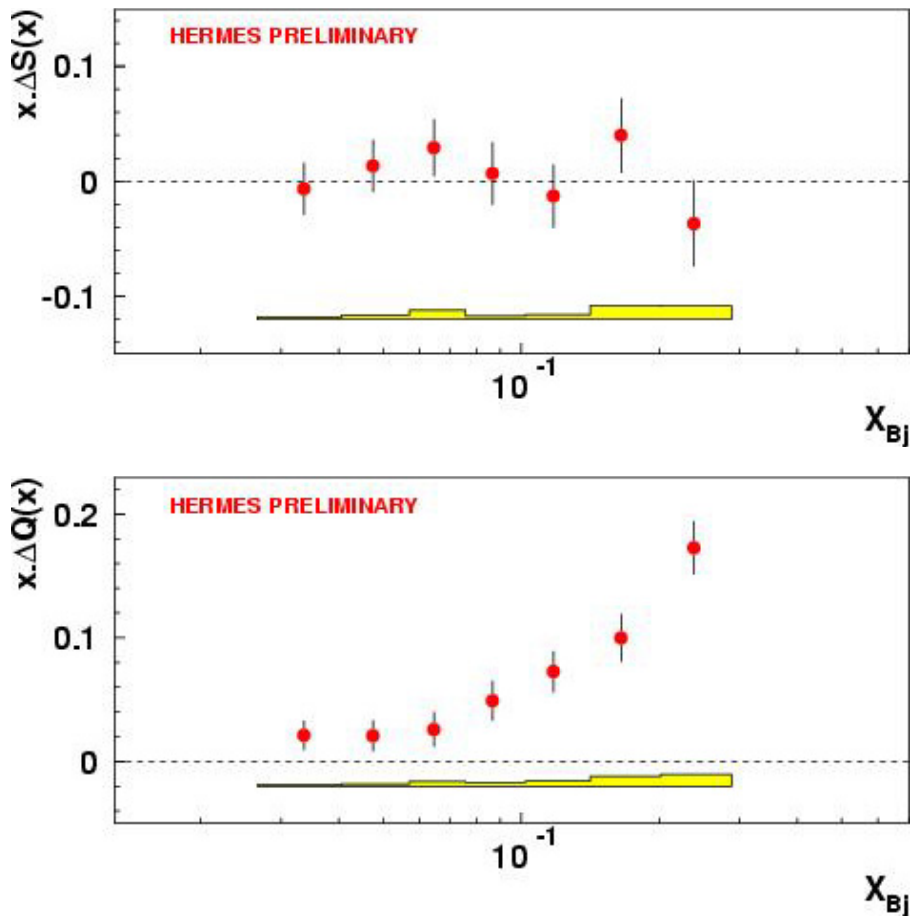 HERMES PRELIMINARY
x.ΔS(x)
0.1
0
-0.1
10⁻¹
X_Bj
HERMES PRELIMINARY
x.ΔQ(x)
0.2
0.1
0
10⁻¹
X_Bj